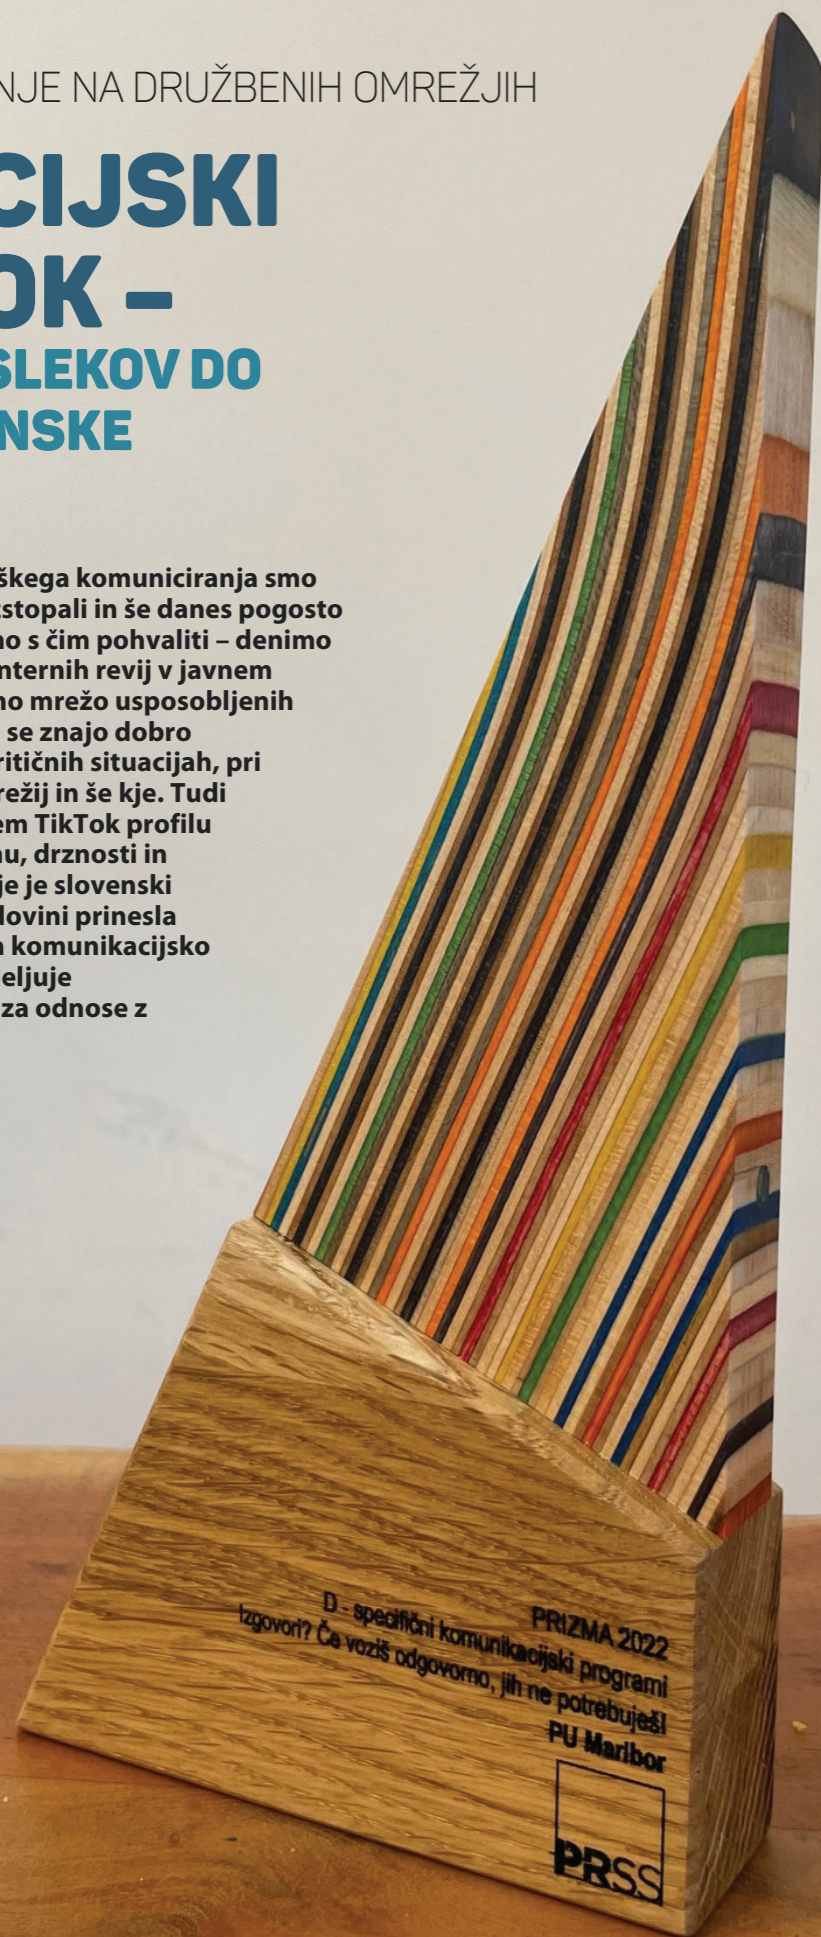 NJE NA DRUŽBENIH OMREŽJIH
CIJSKI
OK –
SLEKOV DO
NSKE
škega komuniciranja smo
zstopali in še danes pogosto
no s čim pohvaliti – denimo
nternih revij v javnem
no mrežo usposobljenih
se znajo dobro
ritičnih situacijah, pri
režij in še kje. Tudi
em TikTok profilu
nu, drznosti in
je je slovenski
lovini prinesla
a komunikacijsko
eljuje
za odnose z
PRIZMA 2022
D - specifični komunikacijski programi
Izgovori? Če voziš odgovorno, jih ne potrebuješ!
PU Maribor
PRSS